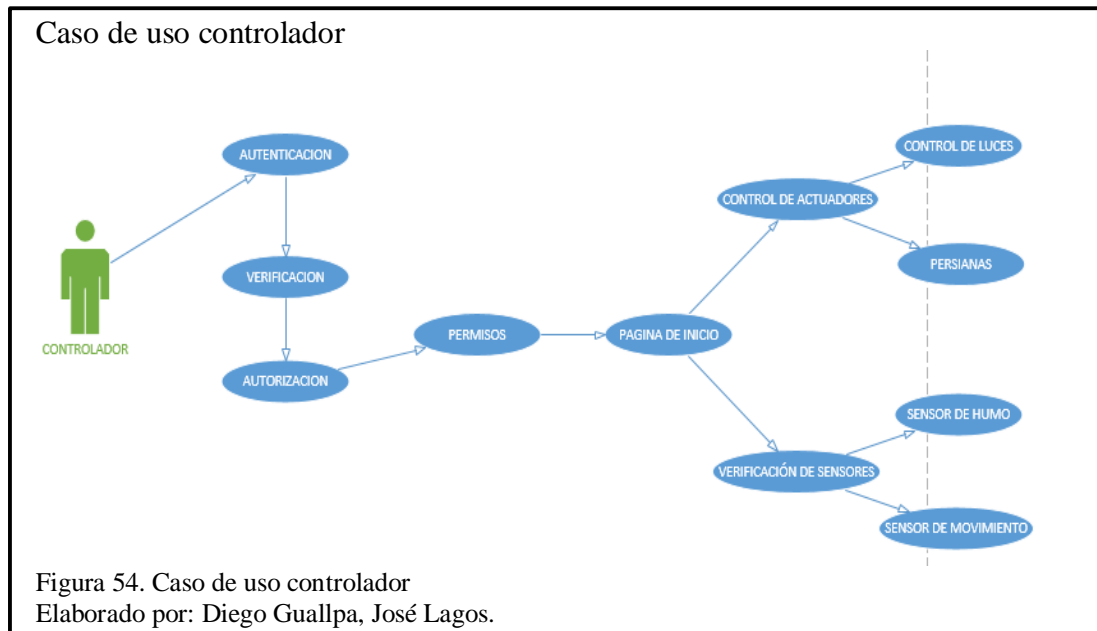 Caso de uso controlador
AUTENTICACION
VERIFICACION
AUTORIZACION
CONTROLADOR
PERMISOS
PAGINA DE INICIO
CONTROL DE ACTUADORES
CONTROL DE LUCES
PERSIANAS
VERIFICACIÓN DE SENSORES
SENSOR DE HUMO
SENSOR DE MOVIMIENTO
Figura 54. Caso de uso controlador
Elaborado por: Diego Guallpa, José Lagos.